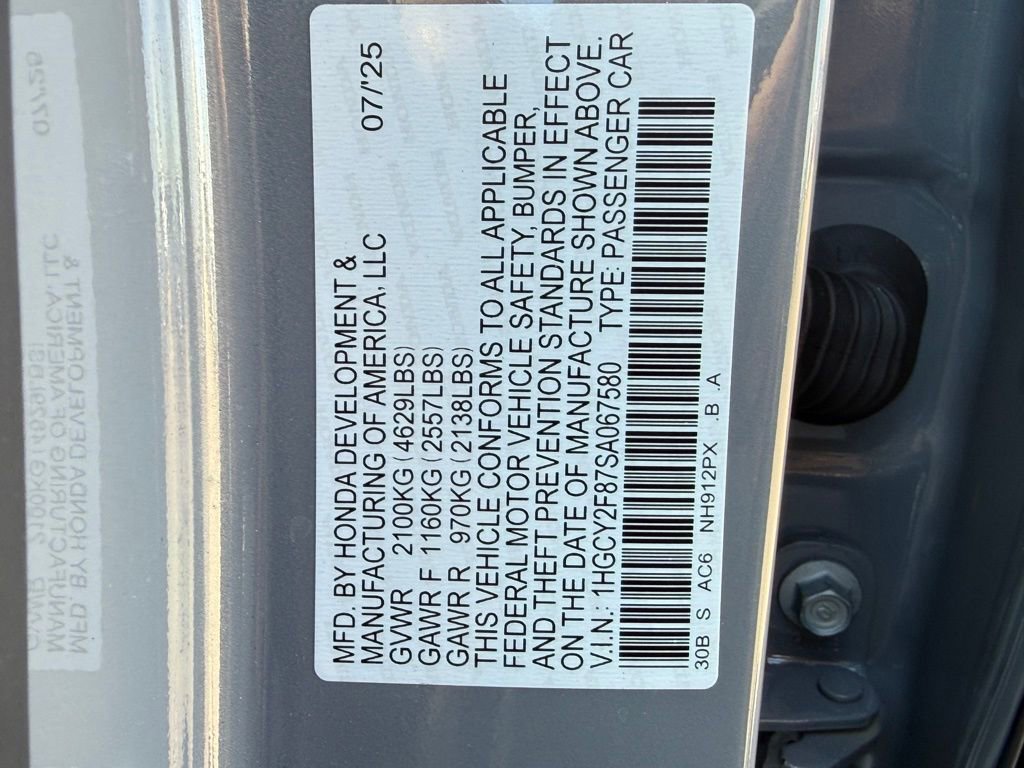 MFD. BY HONDA DEVELOPMENT &
MANUFACTURING OF AMERICA, LLC 07/'25
GVWR 2100KG (4629LBS)
GAWR F 1160KG (2557LBS)
GAWR R 970KG (2138LBS)
THIS VEHICLE CONFORMS TO ALL APPLICABLE
FEDERAL MOTOR VEHICLE SAFETY, BUMPER,
AND THEFT PREVENTION STANDARDS IN EFFECT
ON THE DATE OF MANUFACTURE SHOWN ABOVE.
V.I.N.: 1HGCY2F87SA067580 TYPE: PASSENGER CAR
30B S AC6 NH912PX .B .A